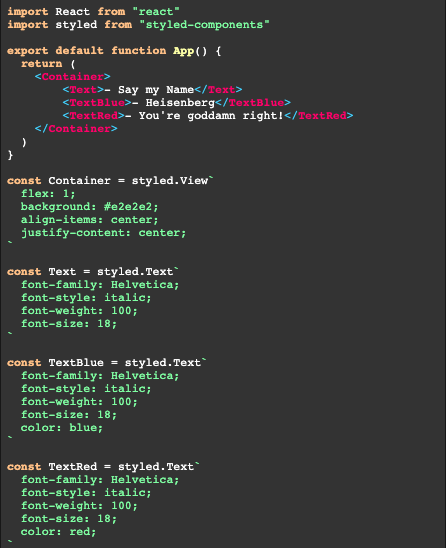 import React from "react"
import styled from "styled-components"

export default function App() {
  return (
    <Container>
        <Text>- Say my Name</Text>
        <TextBlue>- Heisenberg</TextBlue>
        <TextRed>- You're goddamn right!</TextRed>
    </Container>
  )
}

const Container = styled.View`
  flex: 1;
  background: #e2e2e2;
  align-items: center;
  justify-content: center;
`

const Text = styled.Text`
  font-family: Helvetica;
  font-style: italic;
  font-weight: 100;
  font-size: 18;
`

const TextBlue = styled.Text`
  font-family: Helvetica;
  font-style: italic;
  font-weight: 100;
  font-size: 18;
  color: blue;
`

const TextRed = styled.Text`
  font-family: Helvetica;
  font-style: italic;
  font-weight: 100;
  font-size: 18;
  color: red;
`